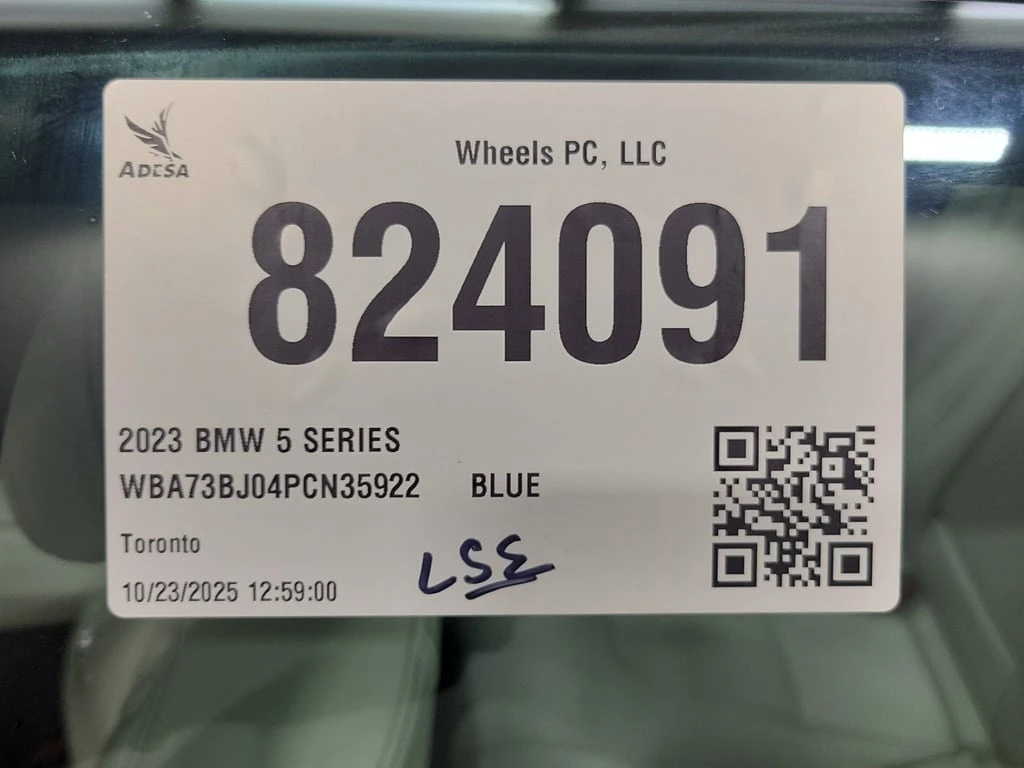 ADESA
Wheels PC, LLC
824091
2023 BMW 5 SERIES
WBA73BJ04PCN35922 BLUE
Toronto
LSE
10/23/2025 12:59:00